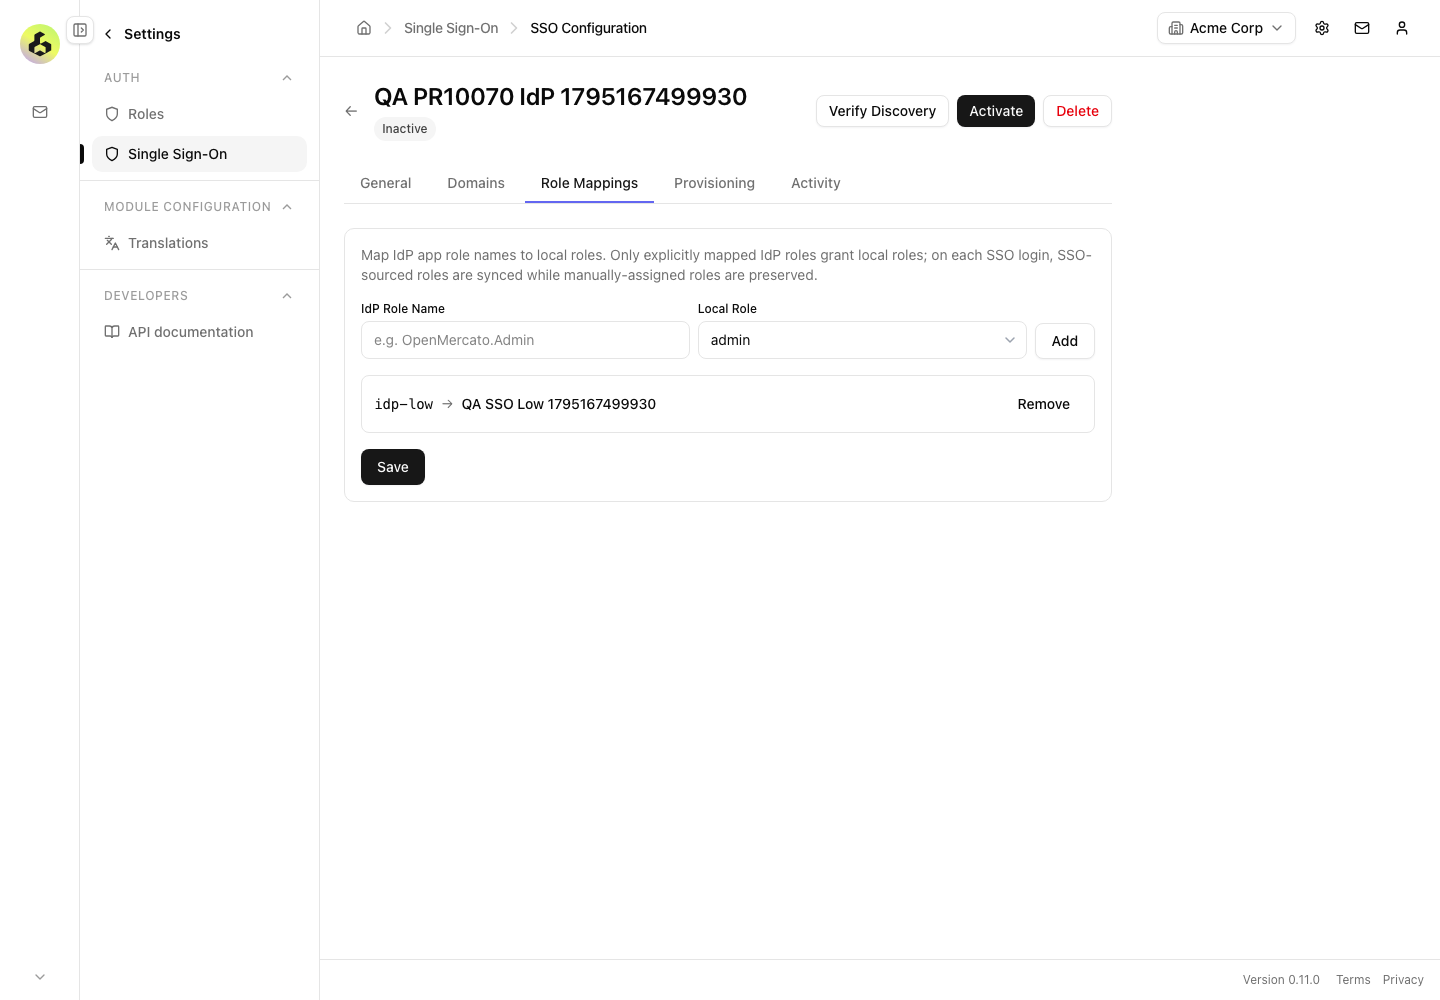 Settings
AUTH
Roles
Single Sign-On
MODULE CONFIGURATION
Translations
DEVELOPERS
API documentation
Single Sign-On
SSO Configuration
Acme Corp
QA PR10070 IdP 1795167499930
Inactive
Verify Discovery
Activate
Delete
General
Domains
Role Mappings
Provisioning
Activity
Map IdP app role names to local roles. Only explicitly mapped IdP roles grant local roles; on each SSO login, SSO-
sourced roles are synced while manually-assigned roles are preserved.
IdP Role Name
Local Role
e.g. OpenMercato.Admin
admin
Add
idp-low → QA SSO Low 1795167499930
Remove
Save
Version 0.11.0
Terms
Privacy